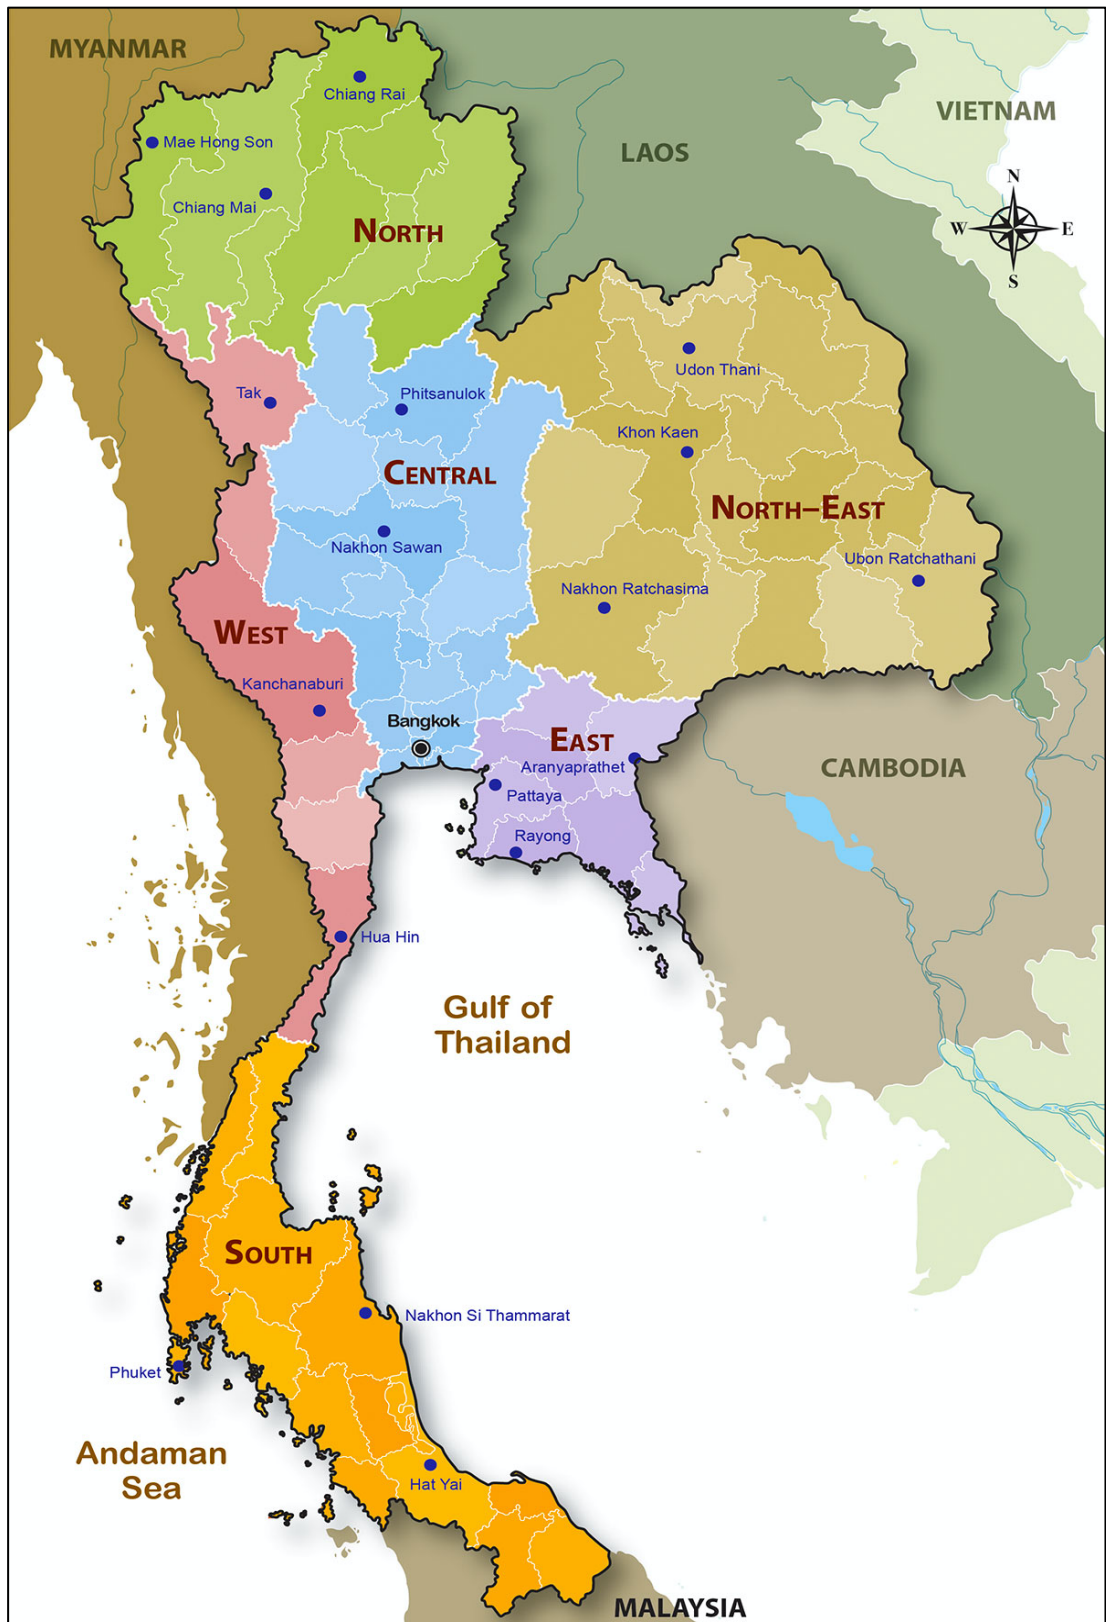 MYANMAR
Chiang Rai
VIETNAM
Mae Hong Son
LAOS
N
W
E
S
Chiang Mai
NORTH
Udon Thani
Tak
Phitsanulok
Khon Kaen
CENTRAL
NORTH–EAST
Nakhon Sawan
Ubon Ratchathani
Nakhon Ratchasima
WEST
Kanchanaburi
Bangkok
EAST
Aranyaprathet
CAMBODIA
Pattaya
Rayong
Hua Hin
Gulf of
Thailand
SOUTH
Nakhon Si Thammarat
Phuket
Andaman
Sea
Hat Yai
MALAYSIA